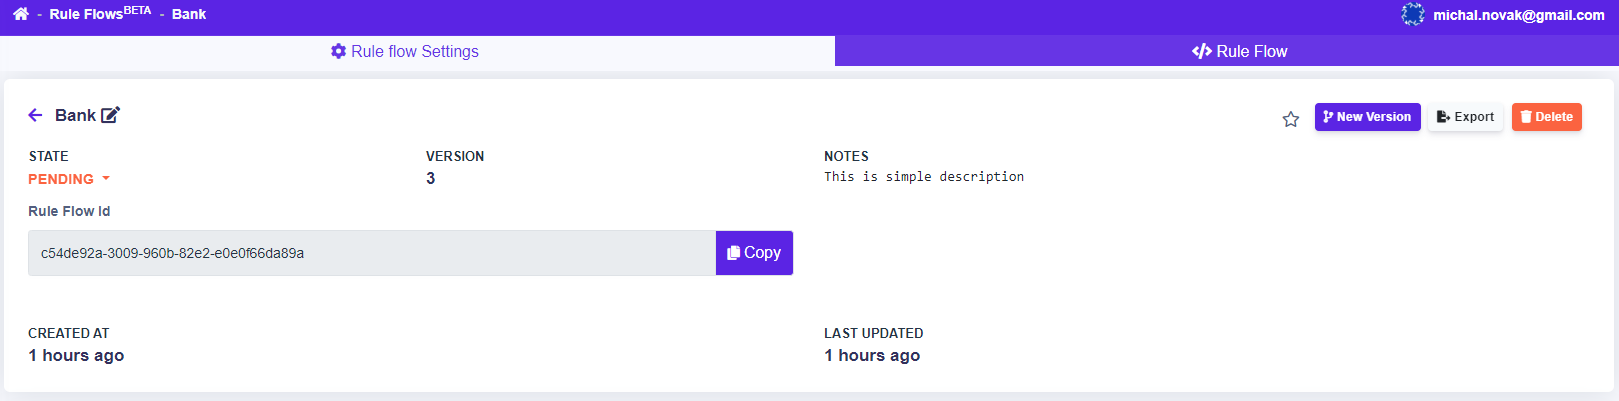 - Rule Flows BETA - Bank
michal.novak@gmail.com
Rule flow Settings
Rule Flow
Bank
New Version
Export
Delete
STATE
VERSION
NOTES
PENDING
3
This is simple description
Rule Flow Id
c54de92a-3009-960b-82e2-e0e0f66da89a
Copy
CREATED AT
LAST UPDATED
1 hours ago
1 hours ago